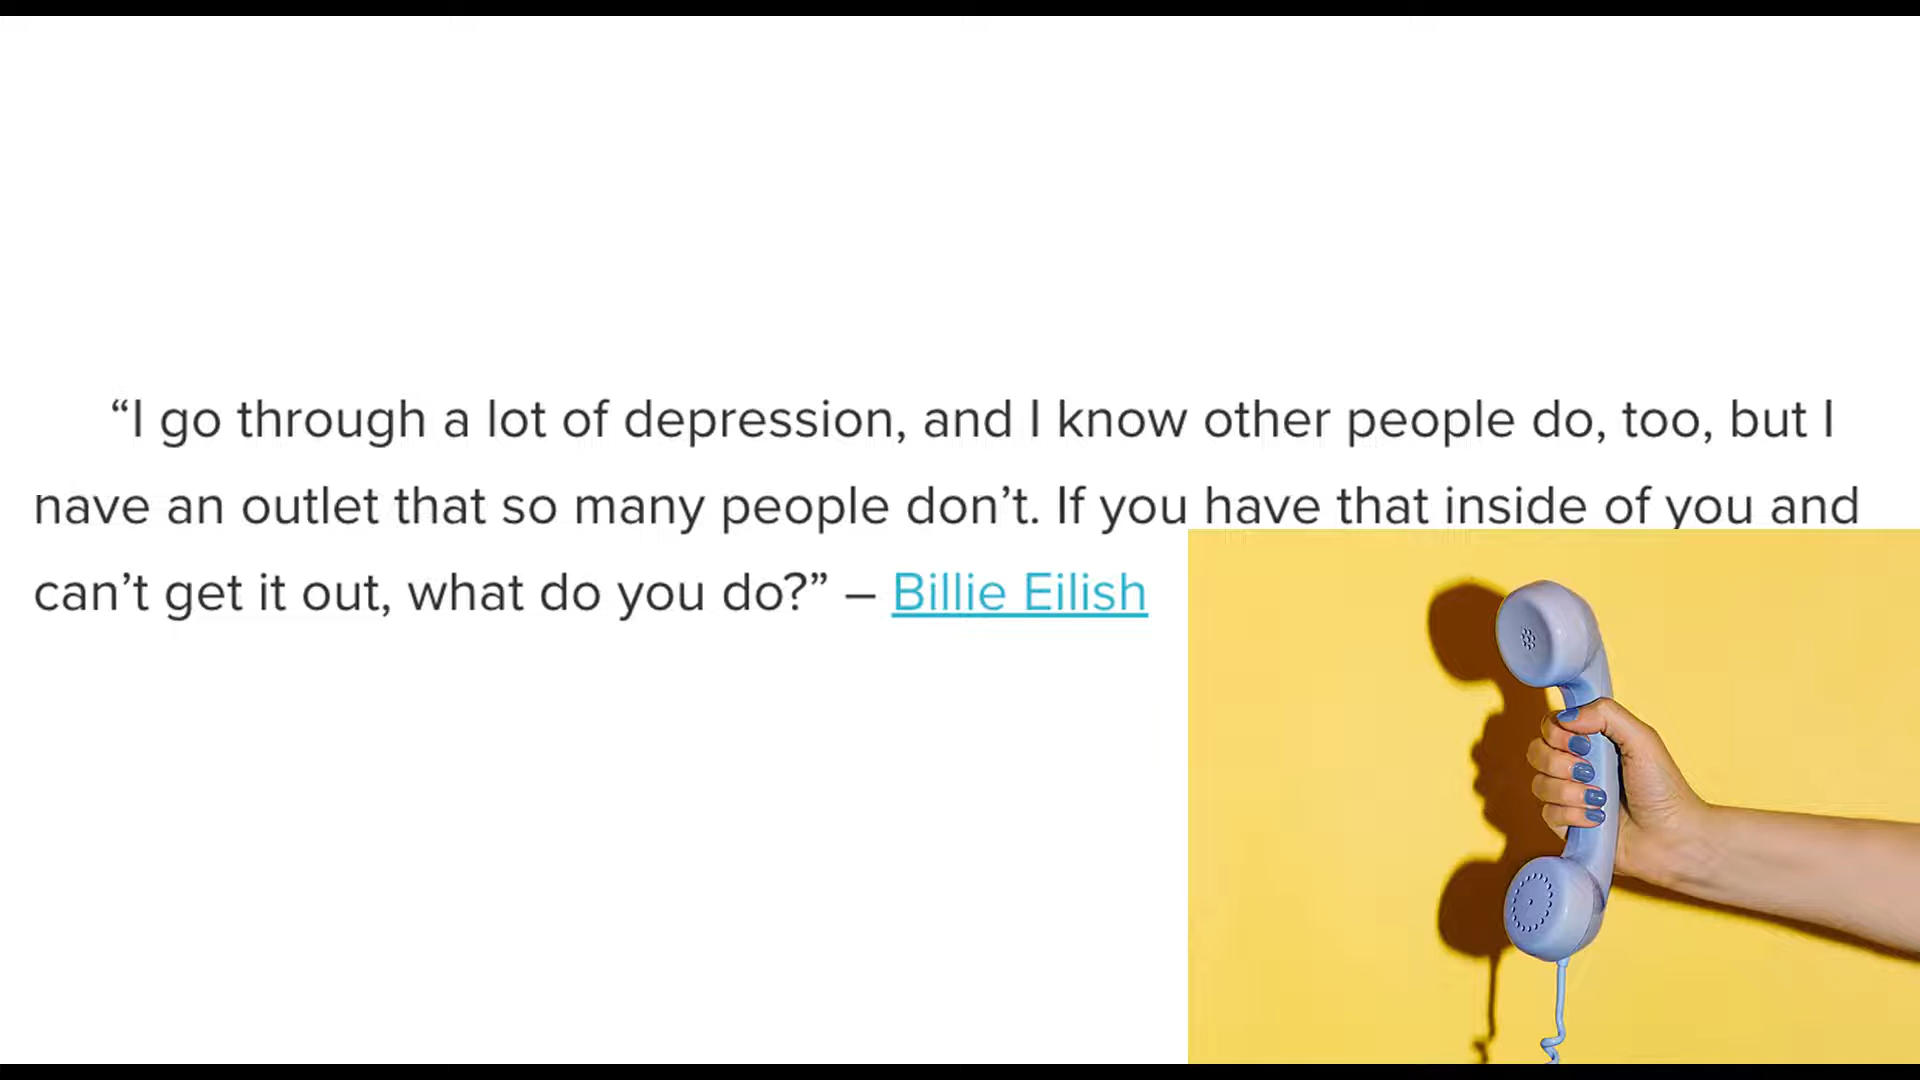 “I go through a lot of depression, and I know other people do, too, but I
have an outlet that so many people don’t. If you have that inside of you and
can’t get it out, what do you do?” – Billie Eilish